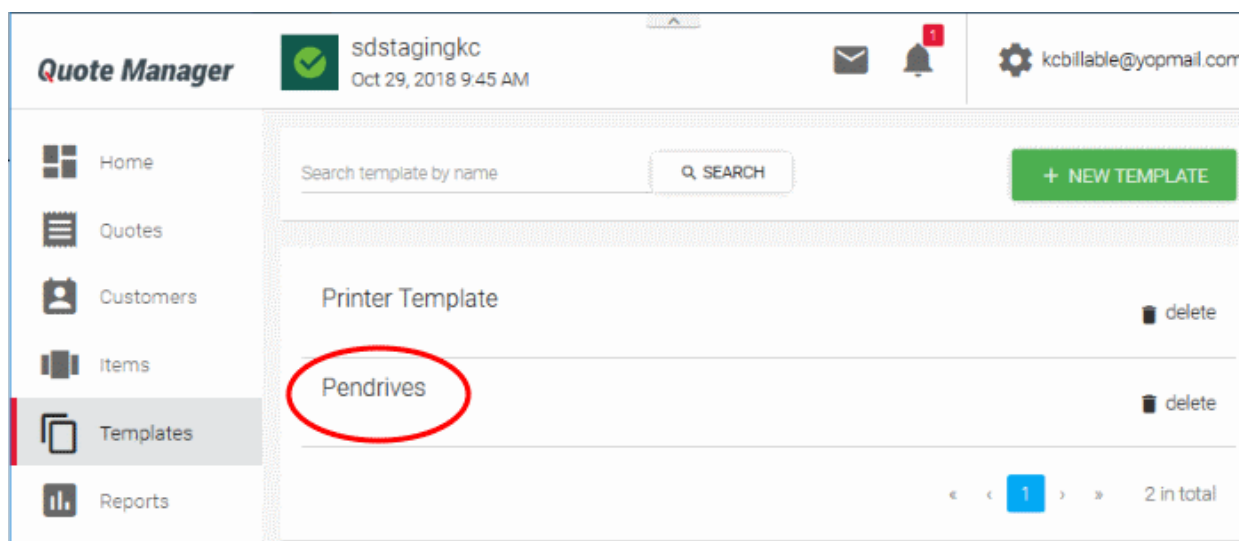 Quote Manager
sdstagingkc
Oct 29, 2018 9:45 AM
1
kcbillable@yopmail.com
Home
Quotes
Customers
Items
Templates
Reports
Search template by name
SEARCH
+ NEW TEMPLATE
Printer Template
delete
Pendrives
delete
« ‹ 1 › » 2 in total